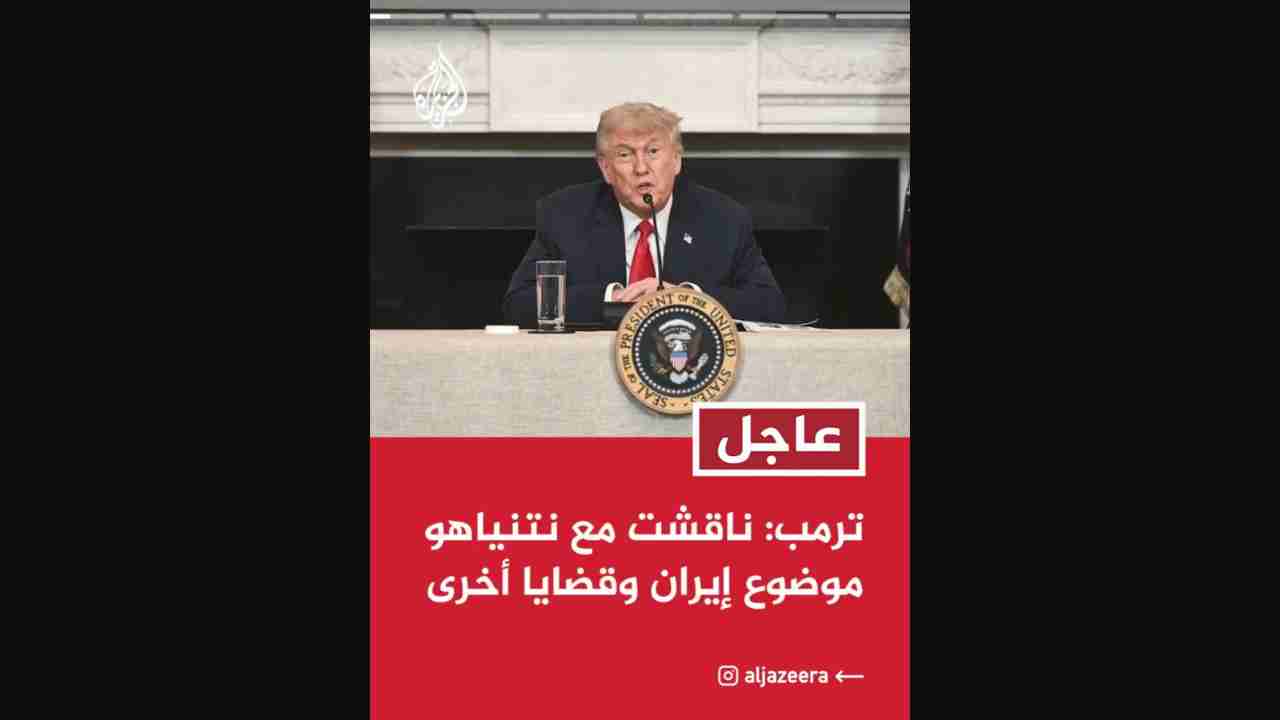 الجزيرة
SEAL OF THE PRESIDENT OF THE UNITED STATES
عاجل
ترمب: ناقشت مع نتنياهو
موضوع إيران وقضايا أخرى
aljazeera